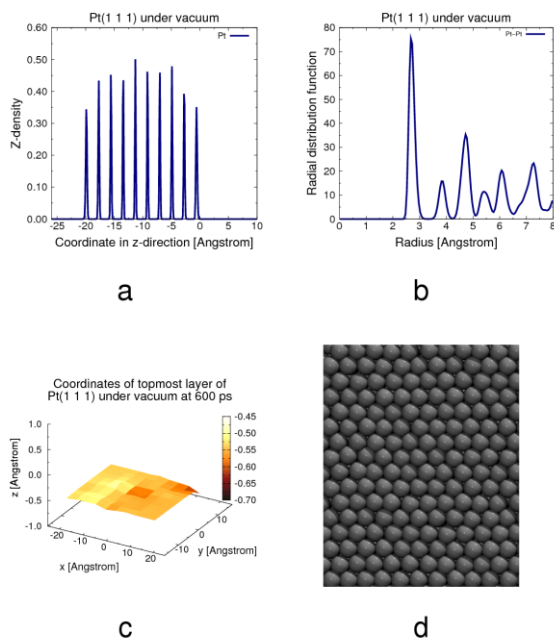 Pt(1 1 1) under vacuum
Pt
0.60
0.50
0.40
0.30
0.20
0.10
0.00
Z-density
-25 -20 -15 -10 -5 0 5 10
Coordinate in z-direction [Angstrom]
a
Pt(1 1 1) under vacuum
Pt-Pt
80
70
60
50
40
30
20
10
0
Radial distribution function
0 1 2 3 4 5 6 7 8
Radius [Angstrom]
b
Coordinates of topmost layer of
Pt(1 1 1) under vacuum at 600 ps
-0.45
-0.50
-0.55
-0.60
-0.65
-0.70
1.0
0.5
0.0
-0.5
-1.0
z [Angstrom]
-20 -10 0 10 20
x [Angstrom]
-10 0 10
y [Angstrom]
c
d